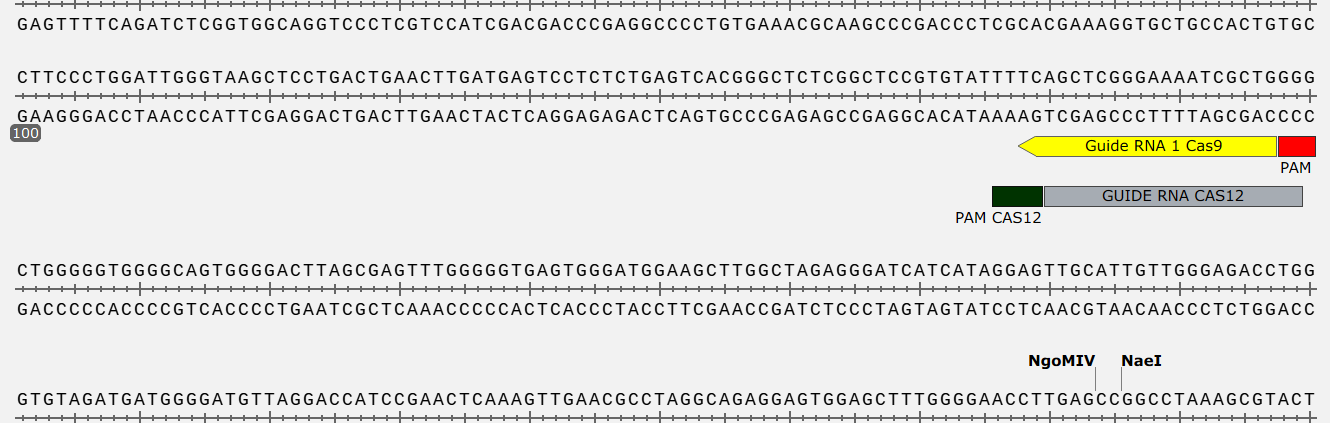 GAGTTTTCAGATCTCGGTGGCAGGTCCCTCGTCCATCGACGACCCGAGGCCCCTGTGAAACGCAAGCCCGACCCTCGCACGAAAGGTGCTGCCACTGTGC
CTTCCCTGGATTGGGTAAGCTCCTGACTGAACTTGATGAGTCCTCTCTGAGTCACGGGCTCTCGGCTCCGTGTATTTTCAGCTCGGGAAAATCGCTGGGG
GAAGGGACCTAACCCATTCGAGGACTGACTTGAACTACTCAGGAGAGACTCAGTGCCCGAGAGCCGAGGCACATAAAAGTCGAGCCCTTTTAGCGACCCC
100
Guide RNA 1 Cas9
PAM
GUIDE RNA CAS12
PAM CAS12
CTGGGGGTGGGGCAGTGGGGACTTAGCGAGTTTGGGGGTGAGTGGGATGGAAGCTTGGCTAGAGGGATCATCATAGGAGTTGCATTGTTGGGAGACCTGG
GACCCCCACCCCGTCACCCCTGAATCGCTCAAACCCCCACTCACCCTACCTTCGAACCGATCTCCCTAGTAGTATCCTCAACGTAACAACCCTCTGGACC
NgoMIV NaeI
GTGTAGATGATGGGGATGTTAGGACCATCCGAACTCAAAGTTGAACGCCTAGGCAGAGGAGTGGAGCTTTGGGGAACCTTGAGCCGGCCTAAAGCGTACT